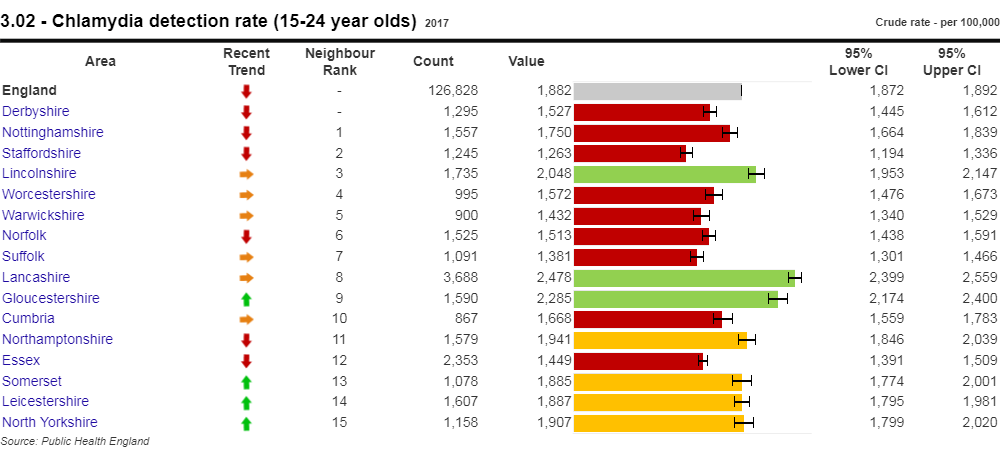 3.02 - Chlamydia detection rate (15-24 year olds) 2017 Crude rate - per 100,000
Area Recent Trend Neighbour Rank Count Value 95% Lower CI 95% Upper CI
England - 126,828 1,882 1,872 1,892
Derbyshire - 1,295 1,527 1,445 1,612
Nottinghamshire 1 1,557 1,750 1,664 1,839
Staffordshire 2 1,245 1,263 1,194 1,336
Lincolnshire 3 1,735 2,048 1,953 2,147
Worcestershire 4 995 1,572 1,476 1,673
Warwickshire 5 900 1,432 1,340 1,529
Norfolk 6 1,525 1,513 1,438 1,591
Suffolk 7 1,091 1,381 1,301 1,466
Lancashire 8 3,688 2,478 2,399 2,559
Gloucestershire 9 1,590 2,285 2,174 2,400
Cumbria 10 867 1,668 1,559 1,783
Northamptonshire 11 1,579 1,941 1,846 2,039
Essex 12 2,353 1,449 1,391 1,509
Somerset 13 1,078 1,885 1,774 2,001
Leicestershire 14 1,607 1,887 1,795 1,981
North Yorkshire 15 1,158 1,907 1,799 2,020
Source: Public Health England